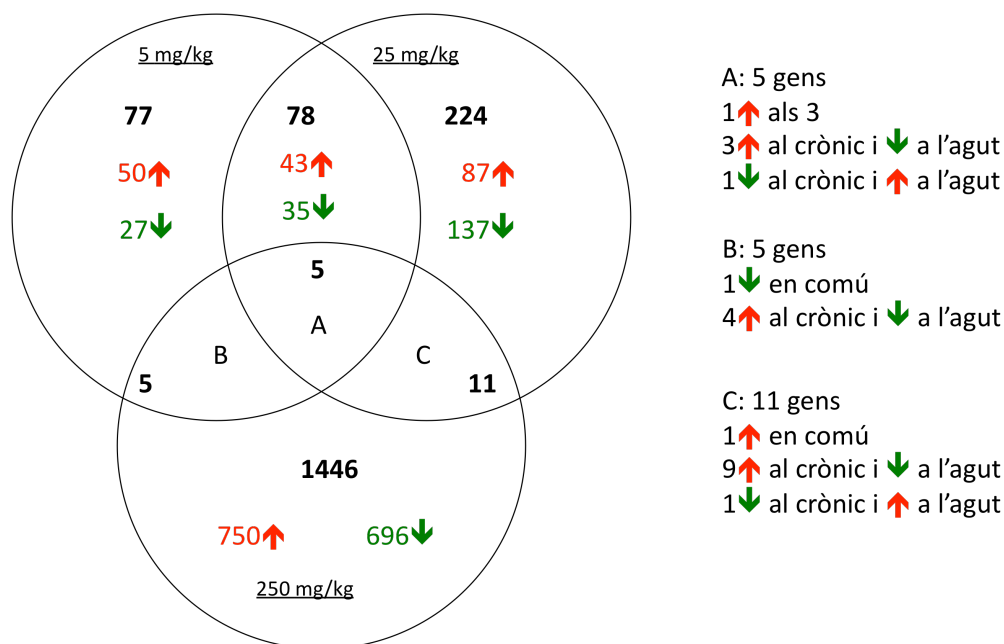 5 mg/kg
25 mg/kg
77
78
224
50↑
43↑
87↑
27↓
35↓
137↓
5
A
B
C
5
11
1446
750↑
696↓
250 mg/kg
A: 5 gens
1↑ als 3
3↑ al crònic i ↓ a l’agut
1↓ al crònic i ↑ a l’agut
B: 5 gens
1↓ en comú
4↑ al crònic i ↓ a l’agut
C: 11 gens
1↑ en comú
9↑ al crònic i ↓ a l’agut
1↓ al crònic i ↑ a l’agut